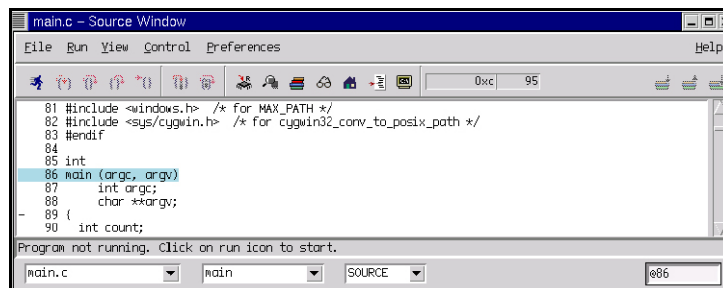 main.c – Source Window
File Run View Control Preferences Help
0xc 95
81 #include <windows.h>  /* for MAX_PATH */
82 #include <sys/cygwin.h>  /* for cygwin32_conv_to_posix_path */
83 #endif
84
85 int
86 main (argc, argv)
87      int argc;
88      char **argv;
- 89 {
90   int count;
Program not running. Click on run icon to start.
main.c main SOURCE @86